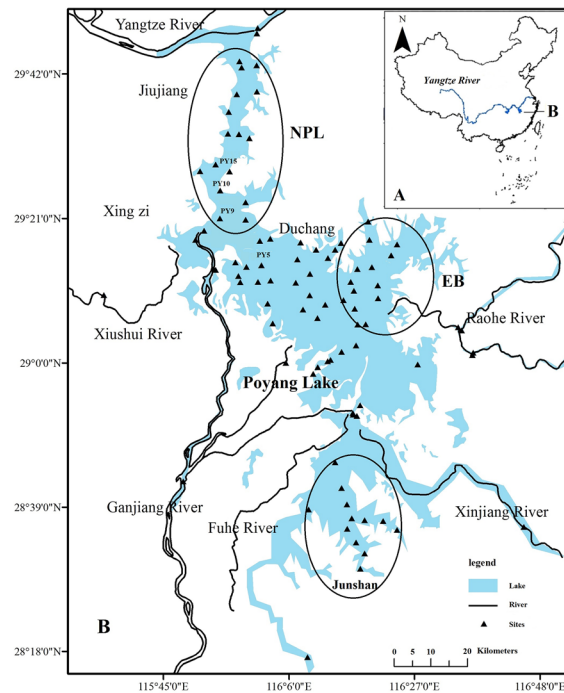 Yangtze River
29°42'0"N
Jiujiang
NPL
PY15
PY10
PY9
29°21'0"N
Xing zi
Duchang
PY5
EB
Xiushui River
Raohe River
29°0'0"N
Poyang Lake
28°39'0"N
Ganjiang River
Fuhe River
Xinjiang River
Junshan
28°18'0"N
B
legend
Lake
River
Sites
0 5 10 20 Kilometers
115°45'0"E
116°6'0"E
116°27'0"E
116°48'0"E
N
Yangtze River
B
A